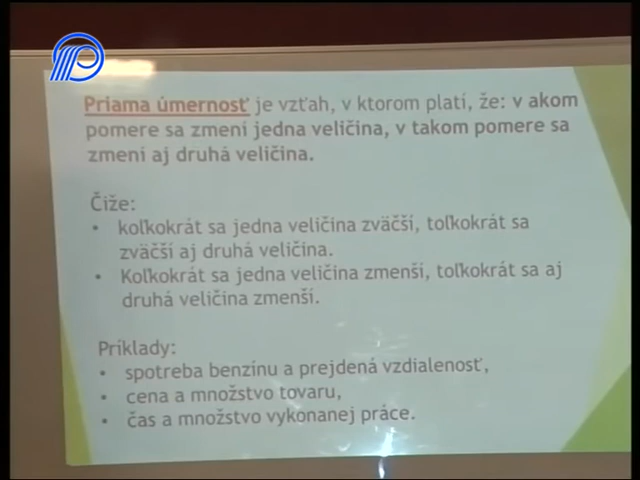 Priama úmernosť je vzťah, v ktorom platí, že: v akom
pomere sa zmení jedna veličina, v takom pomere sa
zmení aj druhá veličina.
Čiže:
• koľkokrát sa jedna veličina zväčší, toľkokrát sa
zväčší aj druhá veličina.
• Koľkokrát sa jedna veličina zmenší, toľkokrát sa aj
druhá veličina zmenší.
Príklady:
• spotreba benzínu a prejdená vzdialenosť,
• cena a množstvo tovaru,
• čas a množstvo vykonanej práce.